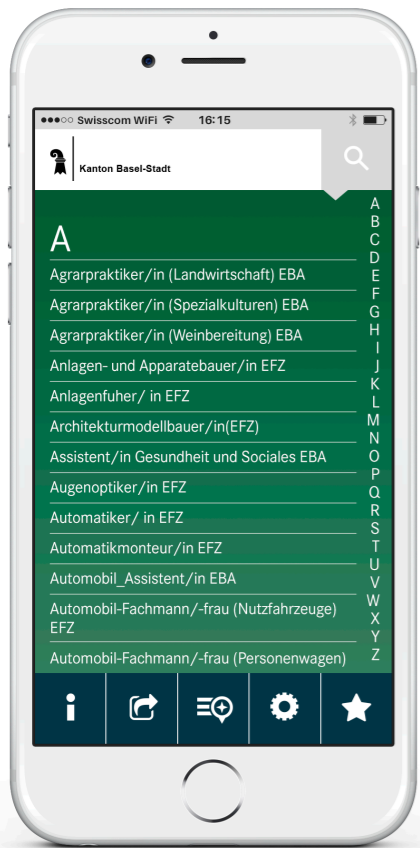 Swisscom WiFi 16:15
Kanton Basel-Stadt
A
Agrarpraktiker/in (Landwirtschaft) EBA
Agrarpraktiker/in (Spezialkulturen) EBA
Agrarpraktiker/in (Weinbereitung) EBA
Anlagen- und Apparatebauer/in EFZ
Anlagenfuher/ in EFZ
Architekturmodellbauer/in(EFZ)
Assistent/in Gesundheit und Soziales EBA
Augenoptiker/in EFZ
Automatiker/ in EFZ
Automatikmonteur/in EFZ
Automobil_Assistent/in EBA
Automobil-Fachmann/-frau (Nutzfahrzeuge)
EFZ
Automobil-Fachmann/-frau (Personenwagen)
A
B
C
D
E
F
G
H
I
J
K
L
M
N
O
P
Q
R
S
T
U
V
W
X
Y
Z